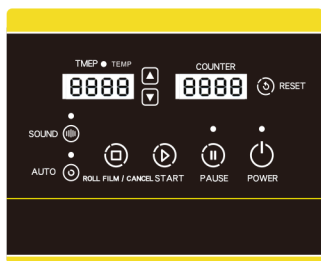 TMEP TEMP COUNTER
8888 8888 RESET
SOUND
AUTO ROLL FILM / CANCEL START PAUSE POWER